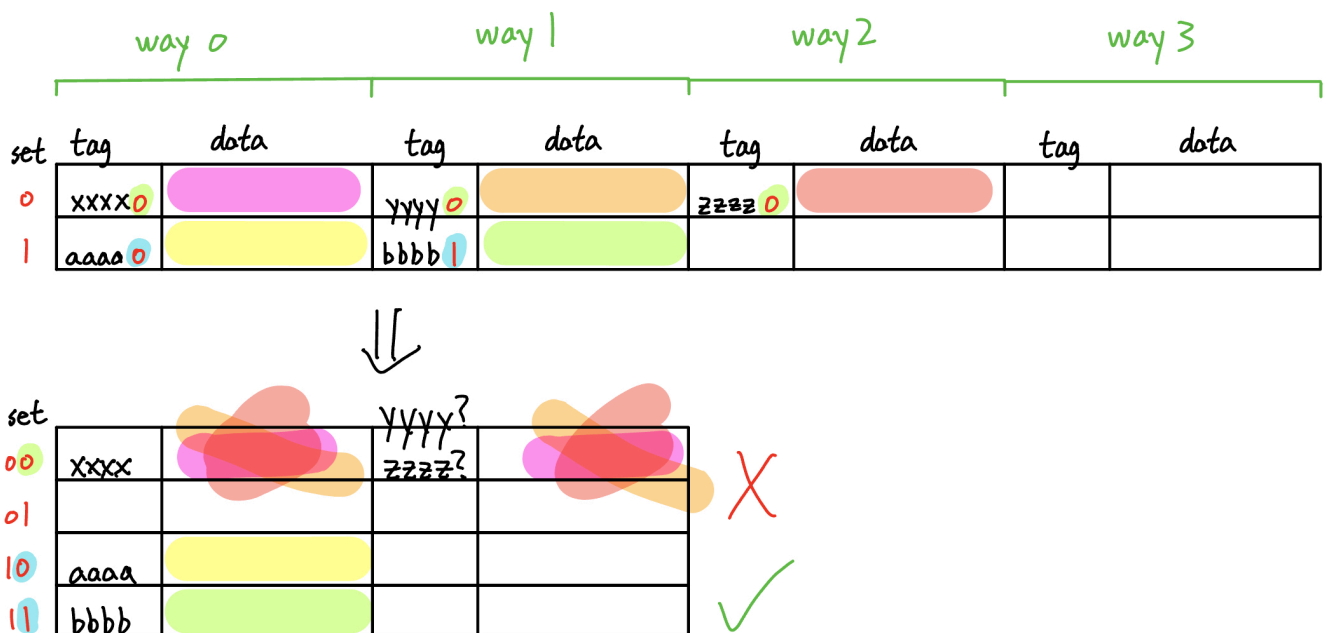 way 0 way 1 way 2 way 3
set tag data tag data tag data tag data
0 xxxx0 yyyy0 zzzz0
1 aaaa0 bbbb1
set
yyyy?
00 xxxx zzzz?
01
10 aaaa
11 bbbb